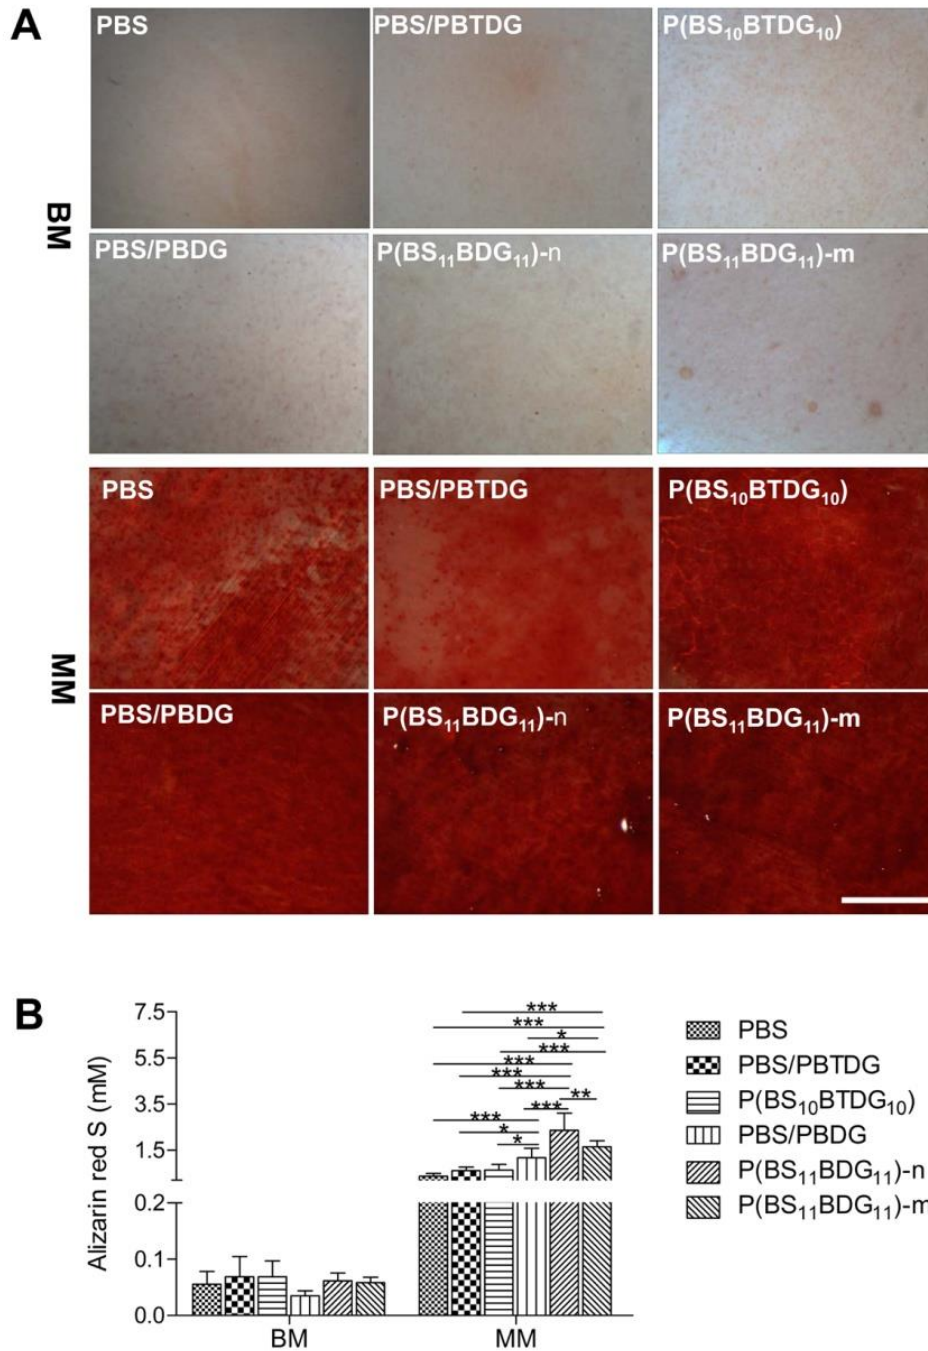 A
PBS
PBS/PBTDG
P(BS₁₀BTDG₁₀)
BM
PBS/PBDG
P(BS₁₁BDG₁₁)-n
P(BS₁₁BDG₁₁)-m
PBS
PBS/PBTDG
P(BS₁₀BTDG₁₀)
MM
PBS/PBDG
P(BS₁₁BDG₁₁)-n
P(BS₁₁BDG₁₁)-m
B
Alizarin red S (mM)
7.5
5.5
3.5
1.5
0.2
0.1
0.0
***
***
*
***
***
***
***
**
***
***
*
*
BM
MM
PBS
PBS/PBTDG
P(BS₁₀BTDG₁₀)
PBS/PBDG
P(BS₁₁BDG₁₁)-n
P(BS₁₁BDG₁₁)-m